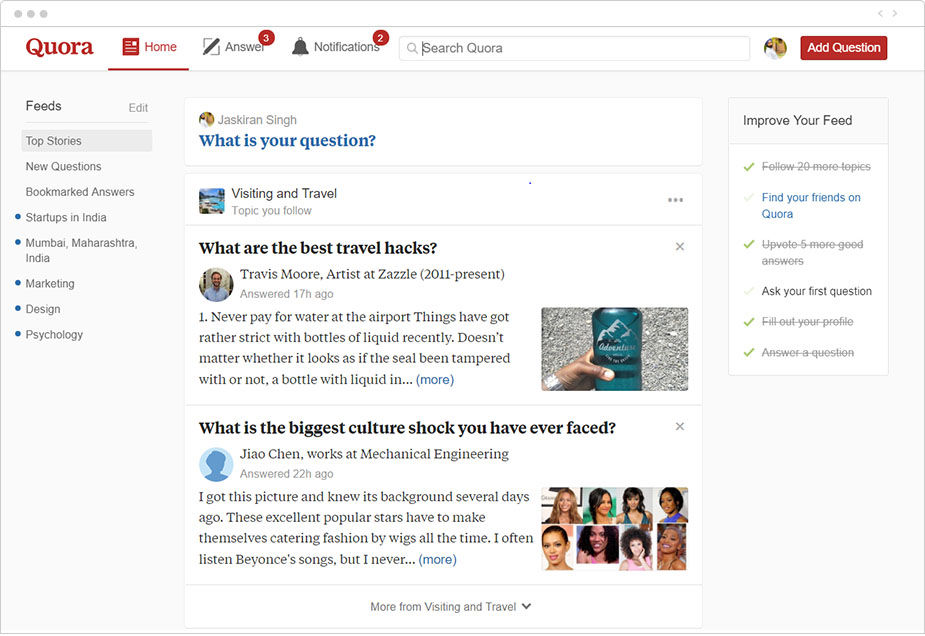 Quora
Home
Answer
3
Notifications
2
Search Quora
Add Question
Feeds
Edit
Top Stories
New Questions
Bookmarked Answers
Startups in India
Mumbai, Maharashtra,
India
Marketing
Design
Psychology
Jaskiran Singh
What is your question?
Visiting and Travel
Topic you follow
What are the best travel hacks?
Travis Moore, Artist at Zazzle (2011-present)
Answered 17h ago
1. Never pay for water at the airport Things have got
rather strict with bottles of liquid recently. Doesn't
matter whether it looks as if the seal been tampered
with or not, a bottle with liquid in... (more)
Adventure
What is the biggest culture shock you have ever faced?
Jiao Chen, works at Mechanical Engineering
Answered 22h ago
I got this picture and knew its background several days
ago. These excellent popular stars have to make
themselves catering fashion by wigs all the time. I often
listen Beyonce's songs, but I never... (more)
More from Visiting and Travel
Improve Your Feed
Follow 20 more topics
Find your friends on
Quora
Upvote 5 more good
answers
Ask your first question
Fill out your profile
Answer a question